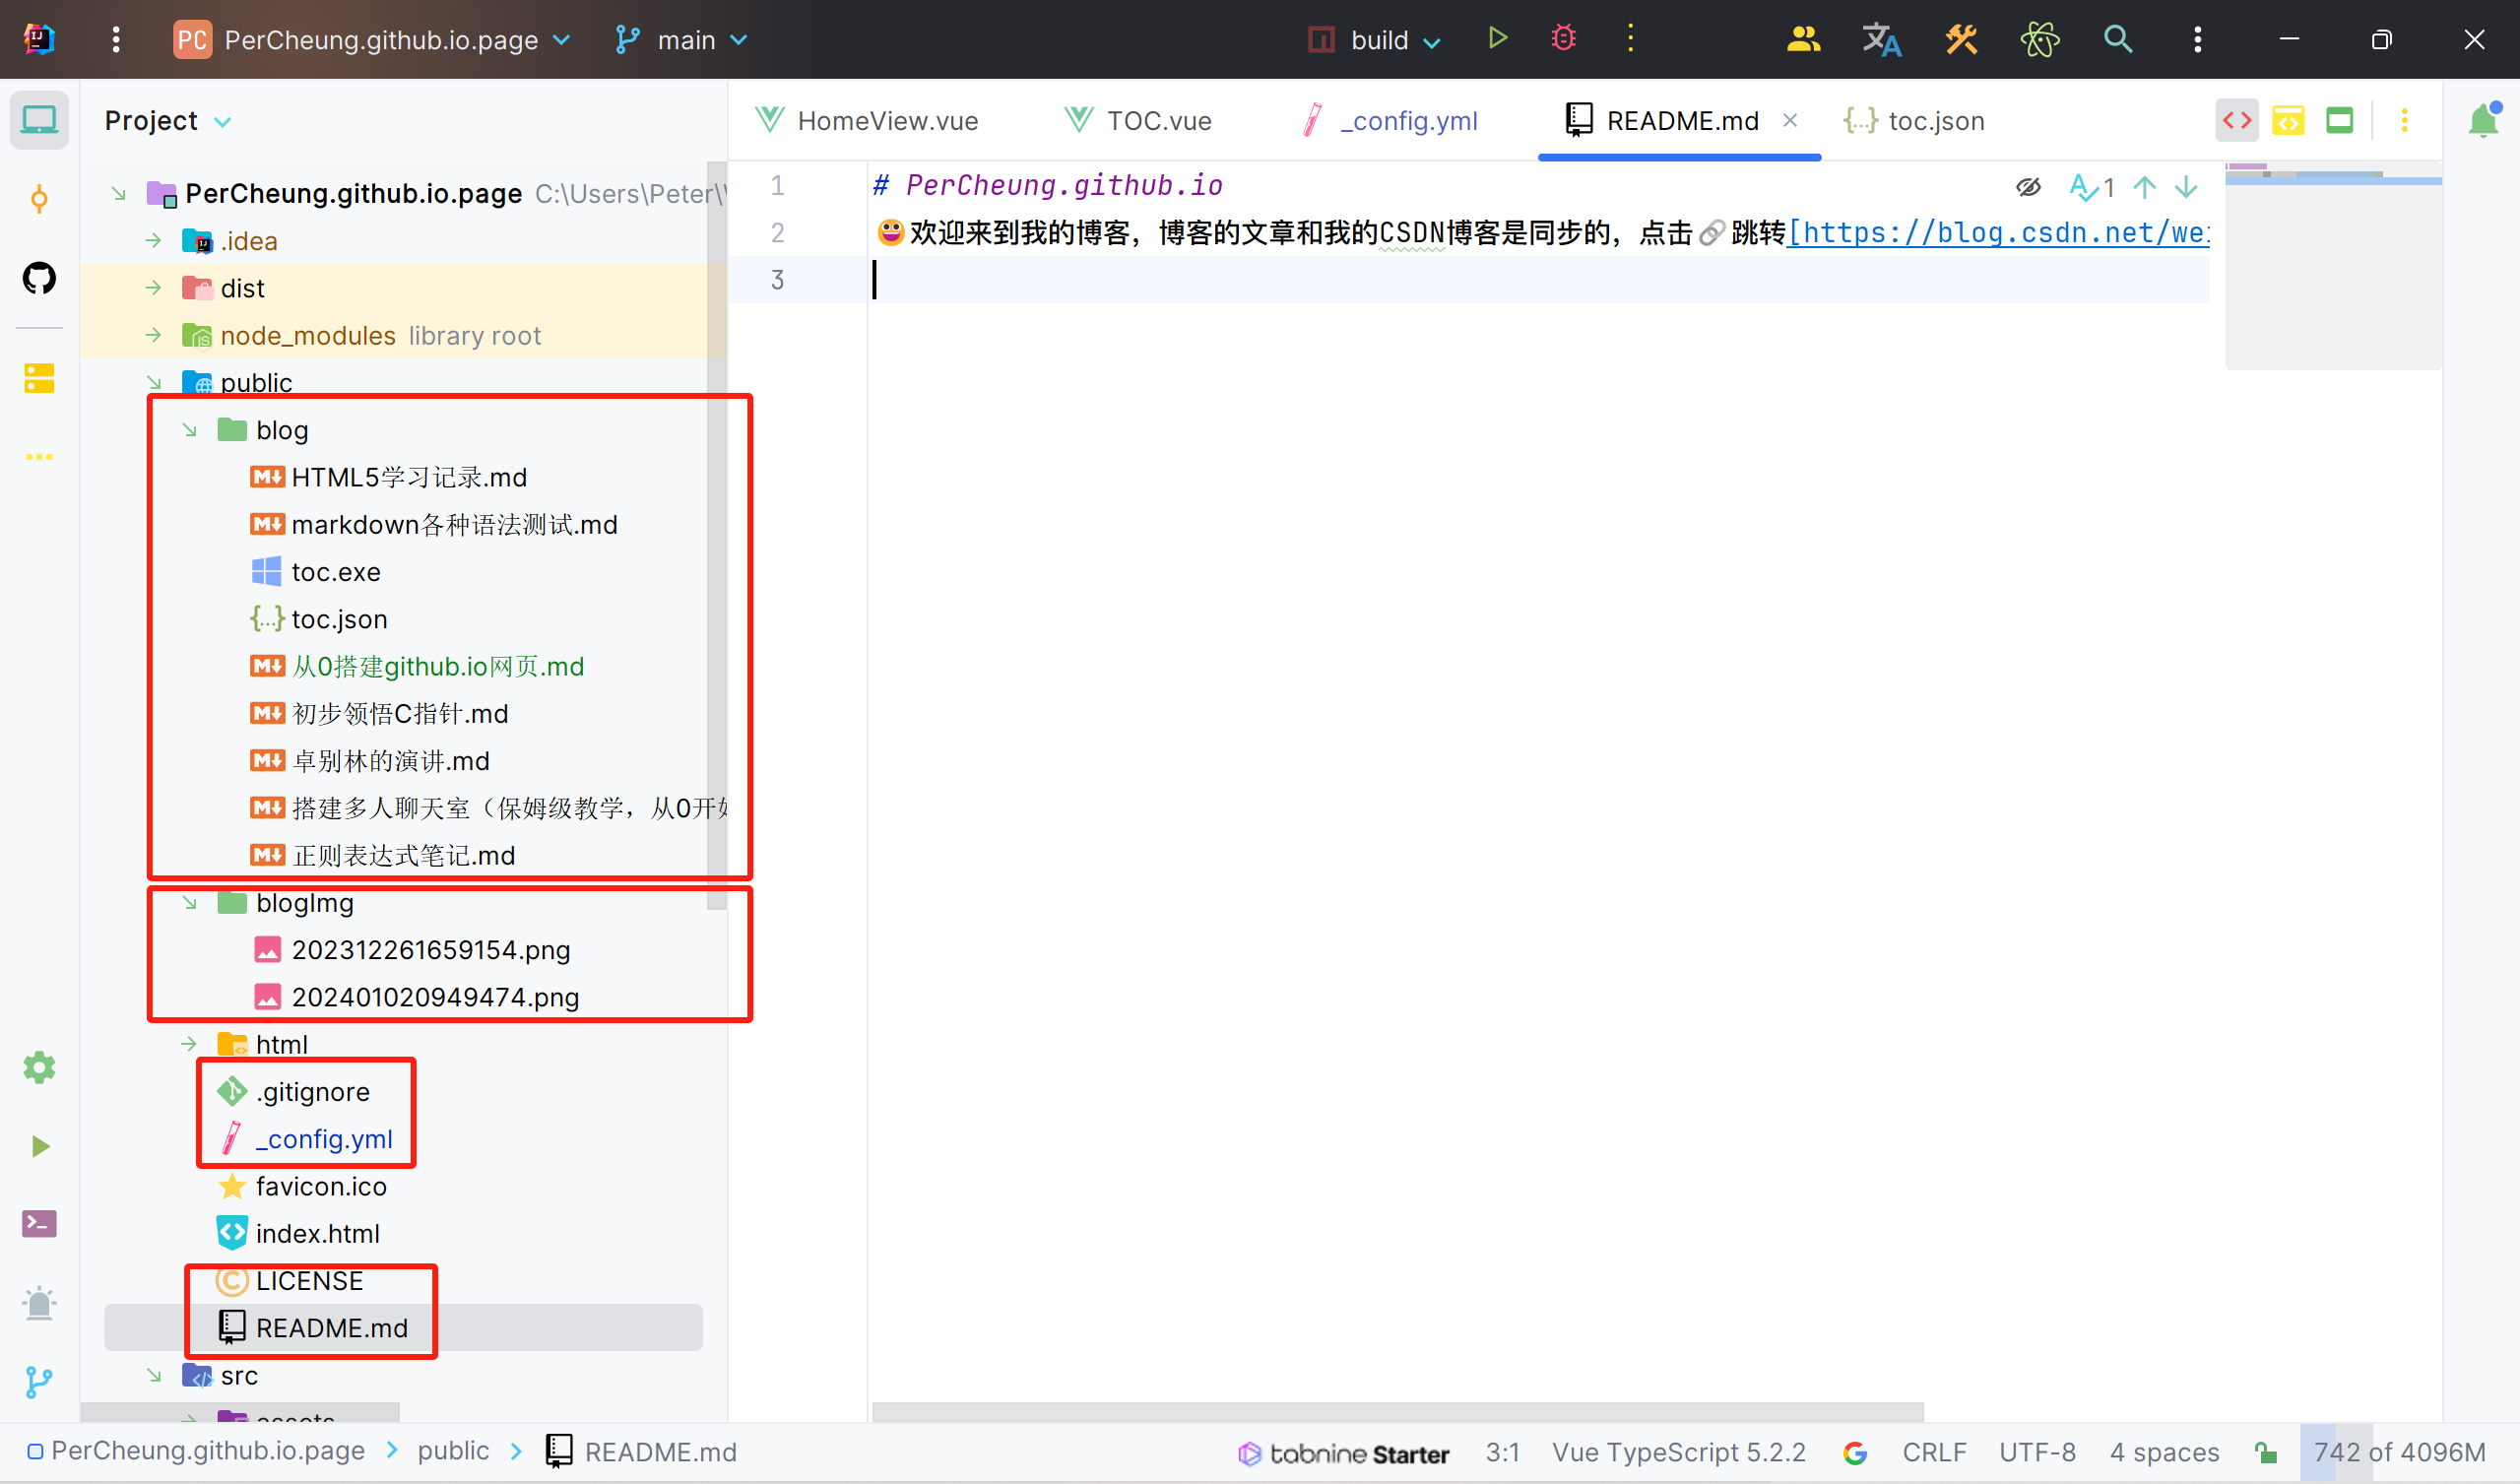 PC PerCheung.github.io.page main build
Project
HomeView.vue TOC.vue _config.yml README.md toc.json
PerCheung.github.io.page C:\Users\Peter\
.idea
dist
node_modules library root
public
blog
HTML5学习记录.md
markdown各种语法测试.md
toc.exe
toc.json
从0搭建github.io网页.md
初步领悟C指针.md
卓别林的演讲.md
搭建多人聊天室（保姆级教学，从0开始
正则表达式笔记.md
blogImg
202312261659154.png
202401020949474.png
html
.gitignore
_config.yml
favicon.ico
index.html
LICENSE
README.md
src
assets
1 # PerCheung.github.io
2 😀欢迎来到我的博客，博客的文章和我的CSDN博客是同步的，点击🔗跳转[https://blog.csdn.net/wei
3
1
PerCheung.github.io.page public README.md
tabnine Starter 3:1 Vue TypeScript 5.2.2 CRLF UTF-8 4 spaces 742 of 4096M